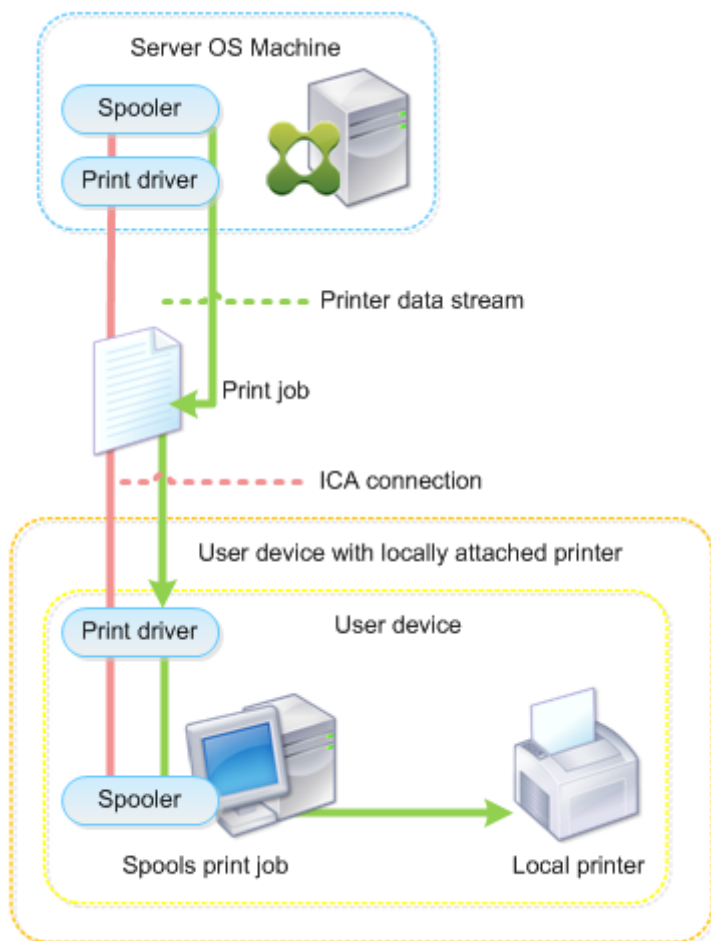 Server OS Machine
Spooler
Print driver
Printer data stream
Print job
ICA connection
User device with locally attached printer
Print driver
User device
Spooler
Spools print job
Local printer